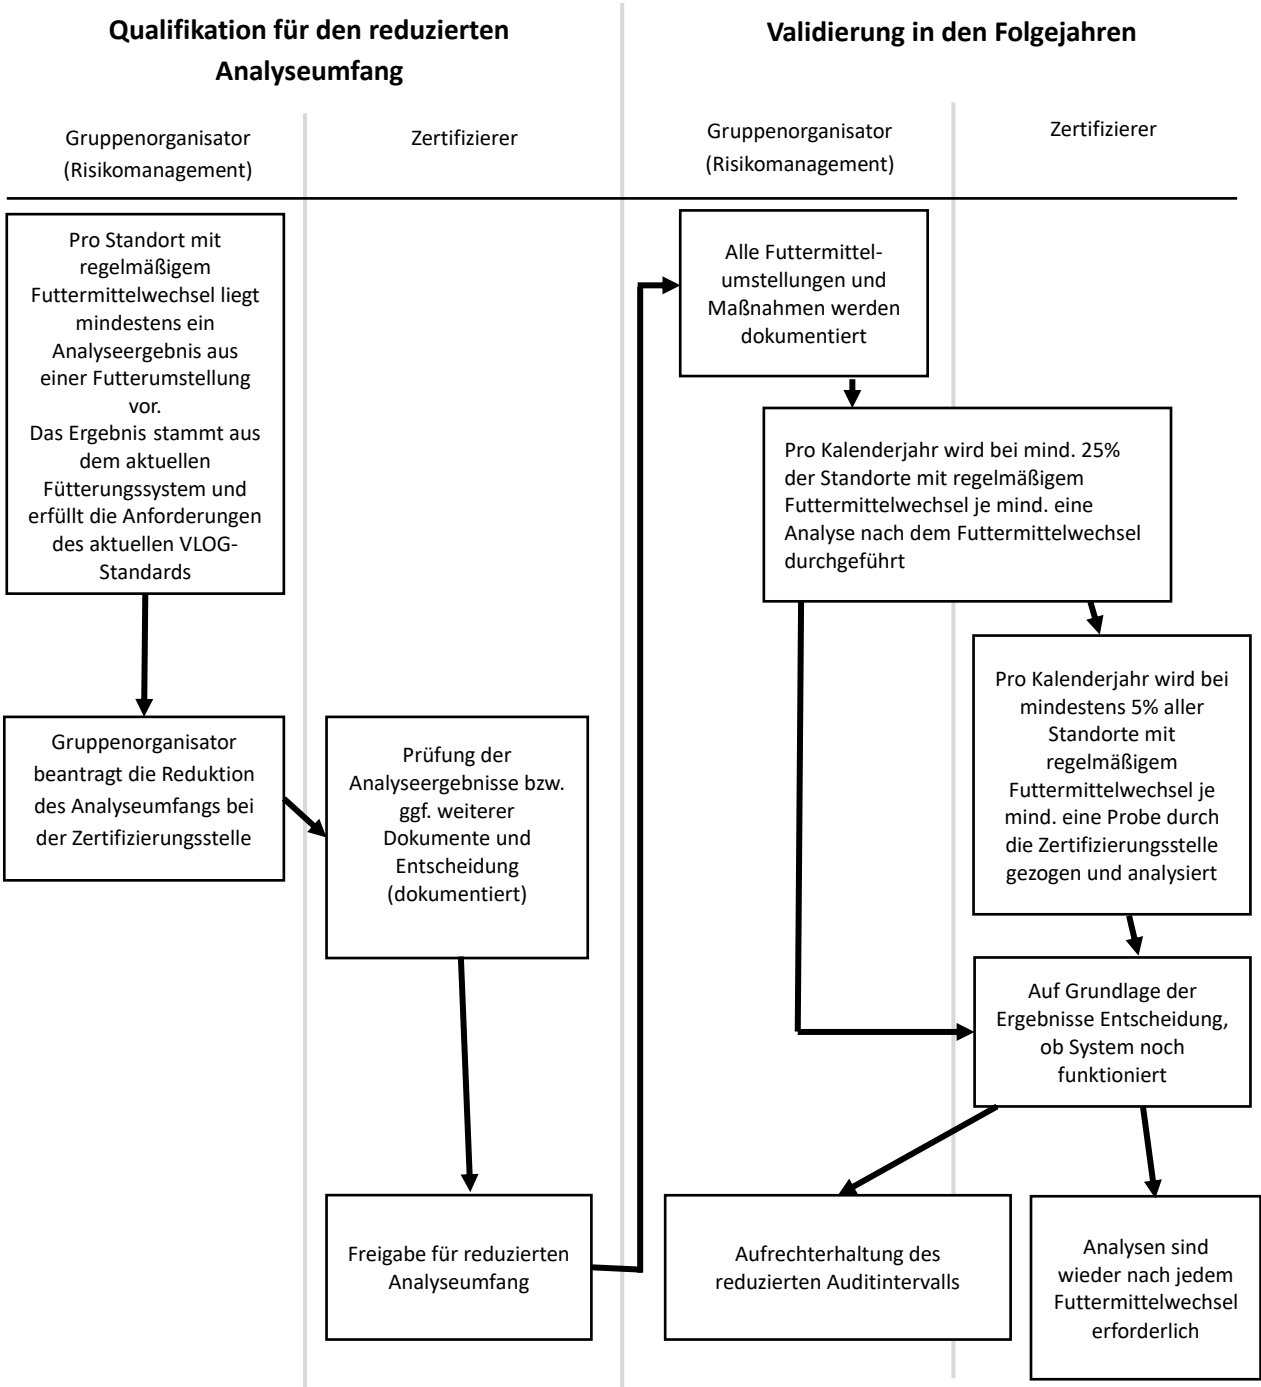 Qualifikation für den reduzierten
Analyseumfang
Validierung in den Folgejahren
Gruppenorganisator
(Risikomanagement)
Zertifizierer
Gruppenorganisator
(Risikomanagement)
Zertifizierer
Pro Standort mit
regelmäßigem
Futtermittelwechsel liegt
mindestens ein
Analyseergebnis aus
einer Futterumstellung
vor.
Das Ergebnis stammt aus
dem aktuellen
Fütterungssystem und
erfüllt die Anforderungen
des aktuellen VLOG-
Standards
Gruppenorganisator
beantragt die Reduktion
des Analyseumfangs bei
der Zertifizierungsstelle
Prüfung der
Analyseergebnisse bzw.
ggf. weiterer
Dokumente und
Entscheidung
(dokumentiert)
Freigabe für reduzierten
Analyseumfang
Alle Futtermittel-
umstellungen und
Maßnahmen werden
dokumentiert
Pro Kalenderjahr wird bei mind. 25%
der Standorte mit regelmäßigem
Futtermittelwechsel je mind. eine
Analyse nach dem Futtermittelwechsel
durchgeführt
Pro Kalenderjahr wird bei
mindestens 5% aller
Standorte mit
regelmäßigem
Futtermittelwechsel je
mind. eine Probe durch
die Zertifizierungsstelle
gezogen und analysiert
Auf Grundlage der
Ergebnisse Entscheidung,
ob System noch
funktioniert
Aufrechterhaltung des
reduzierten Auditintervalls
Analysen sind
wieder nach jedem
Futtermittelwechsel
erforderlich